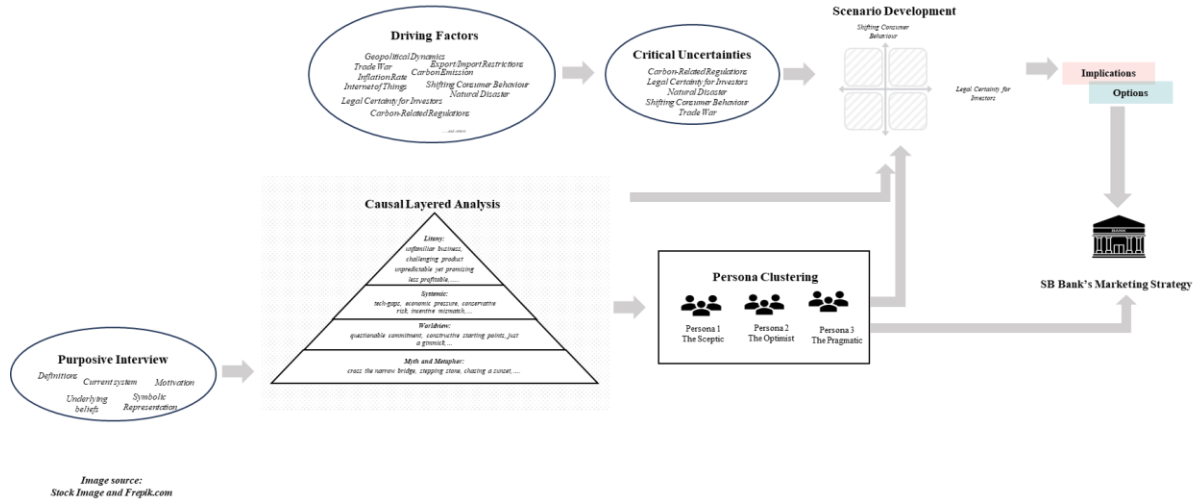 Scenario Development
Shifting Consumer
Behaviour
Legal Certainty for
Investors
Driving Factors
Geopolitical Dynamics
Trade War
Export/Import Restrictions
Carbon Emission
Inflation Rate
Internet of Things
Shifting Consumer Behaviour
Natural Disaster
Legal Certainty for Investors
Carbon-Related Regulations
Critical Uncertainties
Carbon-Related Regulations
Legal Certainty for Investors
Natural Disaster
Shifting Consumer Behaviour
Trade War
Implications
Options
BANK
SB Bank's Marketing Strategy
Causal Layered Analysis
Litany:
unfamiliar business,
challenging product
unpredictable yet promising
less profitable, ....
Systemic:
tech-gaps, economic pressure, conservative
risk, incentive mismatch,...
Worldview:
questionable commitment, constructive starting points, just
a gimmick, ...
Myth and Metaphor:
cross the narrow bridge, stepping stone, chasing a sunset, ....
Persona Clustering
Persona 1
The Sceptic
Persona 2
The Optimist
Persona 3
The Pragmatic
Purposive Interview
Definitions
Current system
Motivation
Underlying
beliefs
Symbolic
Representation
Image source:
Stock Image and Frepik.com